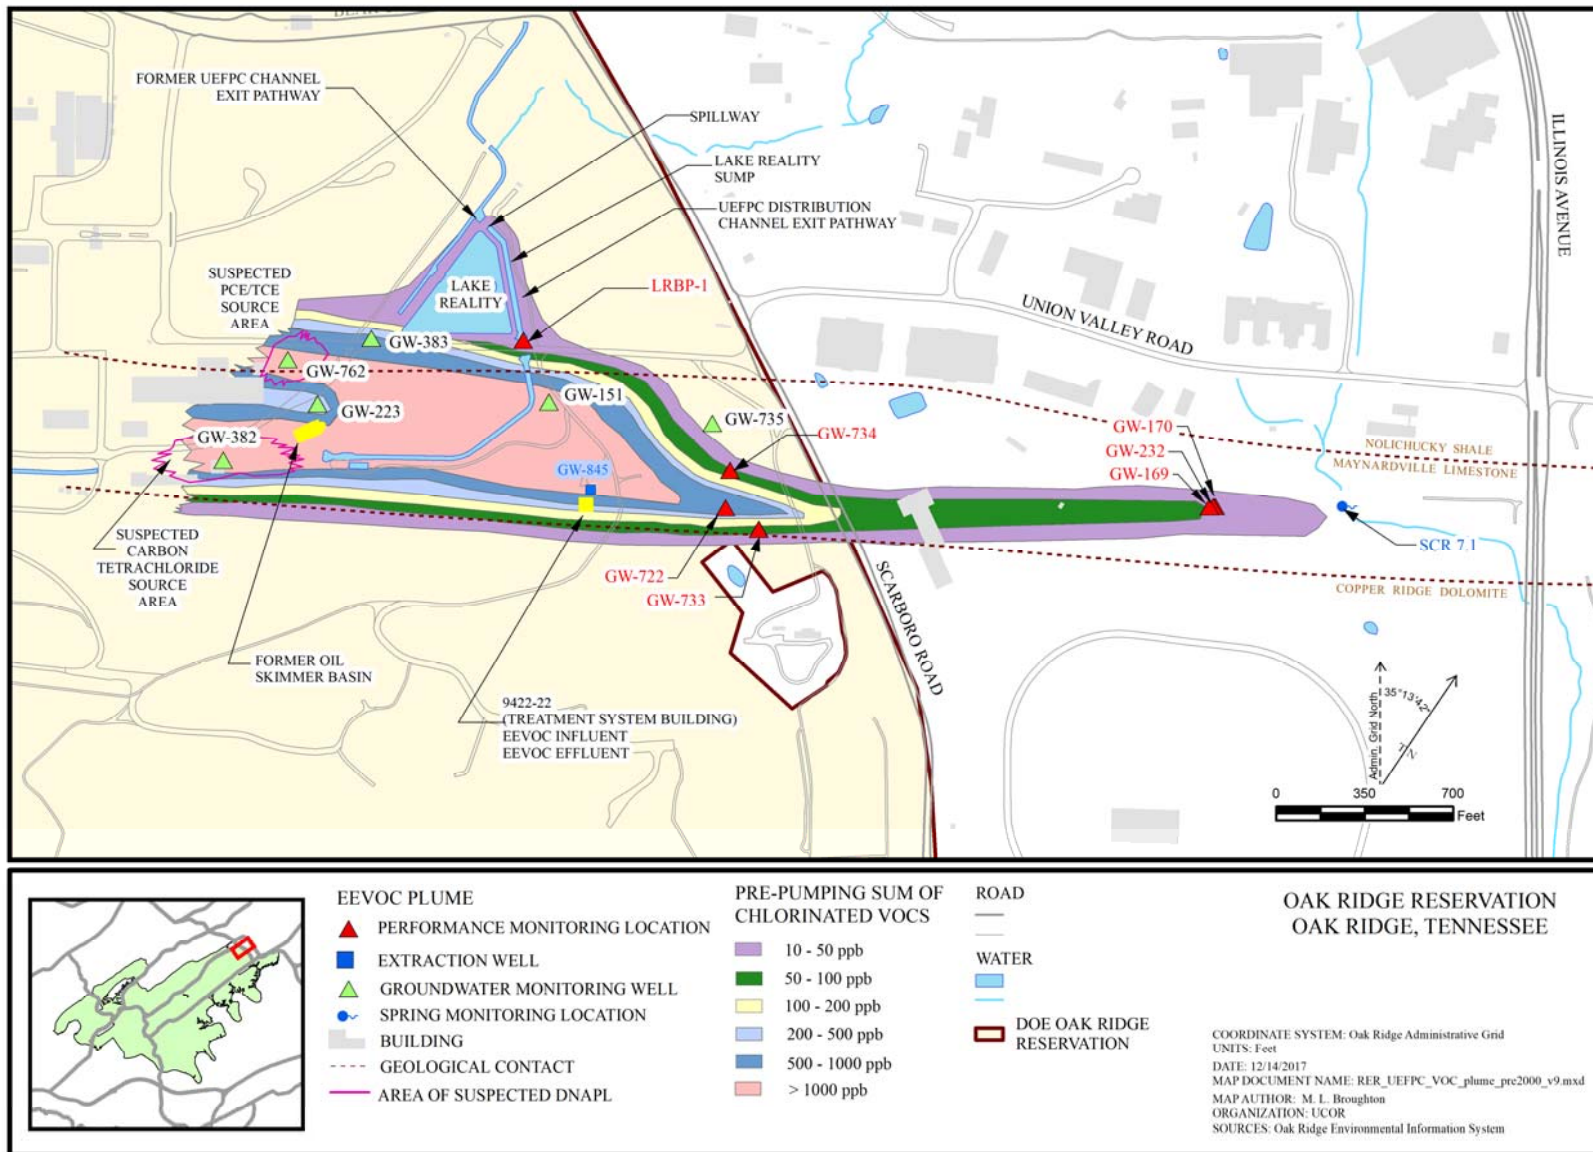 FORMER UEFPC CHANNEL
EXIT PATHWAY
SPILLWAY
LAKE REALITY
SUMP
UEFPC DISTRIBUTION
CHANNEL EXIT PATHWAY
ILLINOIS AVENUE
SUSPECTED
PCE/TCE
SOURCE
AREA
LAKE
REALITY
LRBP-1
UNION VALLEY ROAD
GW-383
GW-762
GW-223
GW-151
GW-735
GW-382
GW-734
GW-170
GW-232
GW-169
NOLICHUCKY SHALE
MAYNARDVILLE LIMESTONE
GW-845
SUSPECTED
CARBON
TETRACHLORIDE
SOURCE
AREA
GW-722
GW-733
SCR 7.1
COPPER RIDGE DOLOMITE
SCARBORO ROAD
FORMER OIL
SKIMMER BASIN
9422-22
(TREATMENT SYSTEM BUILDING)
EEVOC INFLUENT
EEVOC EFFLUENT
Admin. Grid North
35°13'42"
T N
0 350 700
Feet
EEVOC PLUME
PERFORMANCE MONITORING LOCATION
EXTRACTION WELL
GROUNDWATER MONITORING WELL
SPRING MONITORING LOCATION
BUILDING
GEOLOGICAL CONTACT
AREA OF SUSPECTED DNAPL
PRE-PUMPING SUM OF
CHLORINATED VOCS
10 - 50 ppb
50 - 100 ppb
100 - 200 ppb
200 - 500 ppb
500 - 1000 ppb
> 1000 ppb
ROAD
WATER
DOE OAK RIDGE
RESERVATION
OAK RIDGE RESERVATION
OAK RIDGE, TENNESSEE
COORDINATE SYSTEM: Oak Ridge Administrative Grid
UNITS: Feet
DATE: 12/14/2017
MAP DOCUMENT NAME: RER_UEFPC_VOC_plume_pre2000_v9.mxd
MAP AUTHOR: M. L. Broughton
ORGANIZATION: UCOR
SOURCES: Oak Ridge Environmental Information System